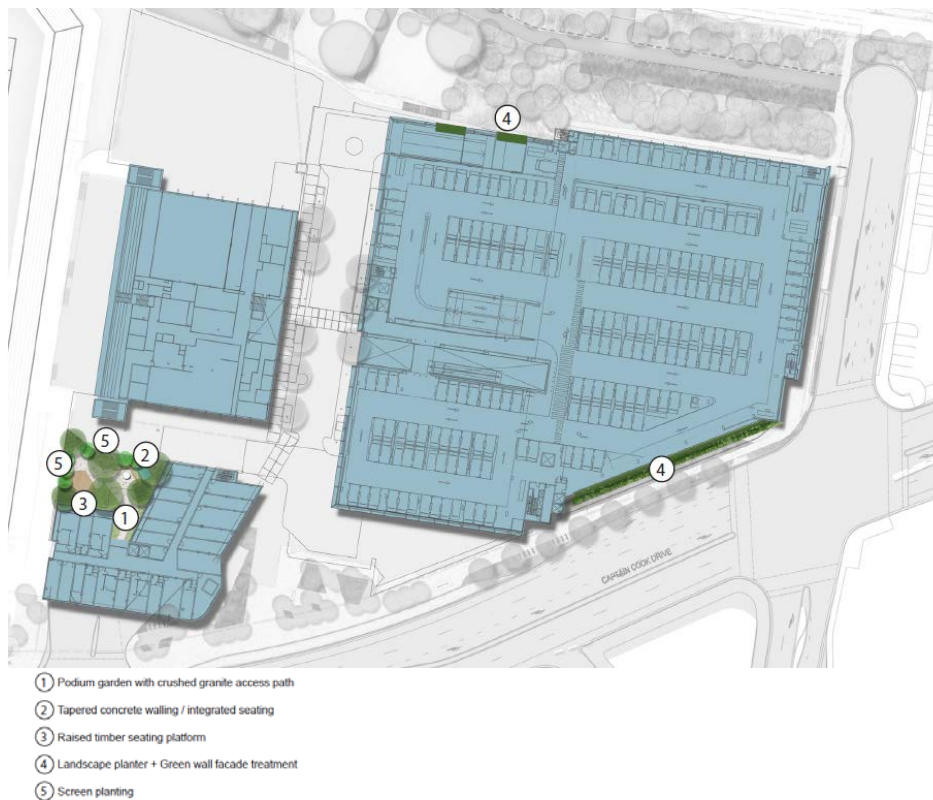 4
5
2
5
3
1
4
CAPTAIN COOK DRIVE
1 Podium garden with crushed granite access path
2 Tapered concrete walling / integrated seating
3 Raised timber seating platform
4 Landscape planter + Green wall facade treatment
5 Screen planting